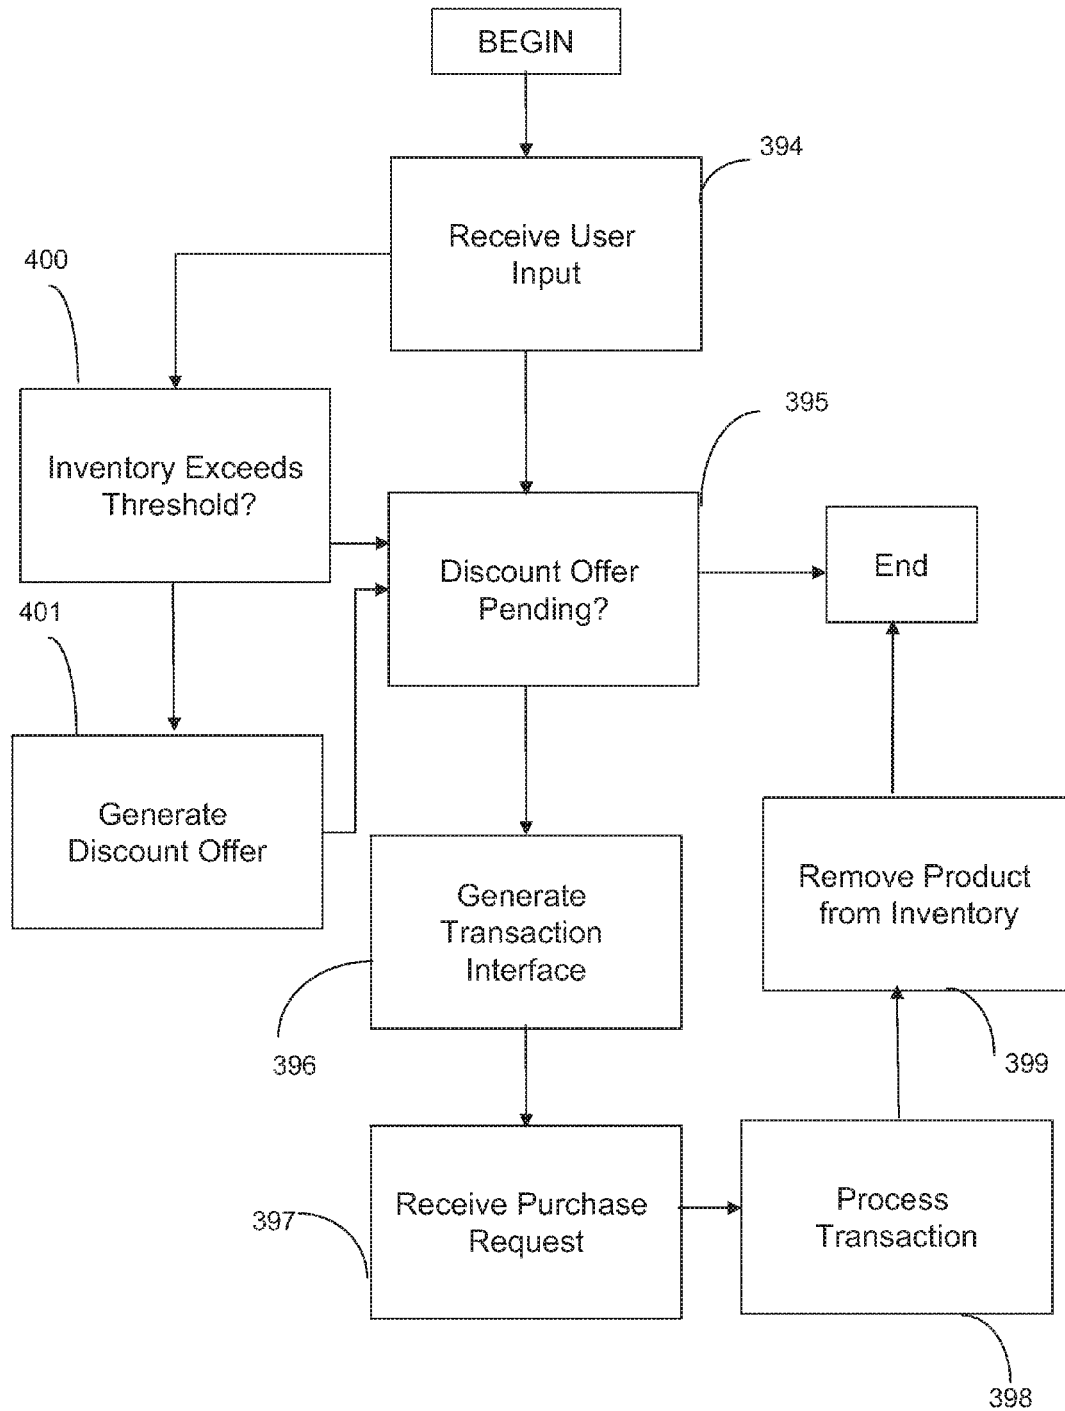 BEGIN
394
Receive User
Input
400
Inventory Exceeds
Threshold?
395
Discount Offer
Pending?
End
401
Generate
Discount Offer
Generate
Transaction
Interface
396
Remove Product
from Inventory
399
Receive Purchase
Request
397
Process
Transaction
398